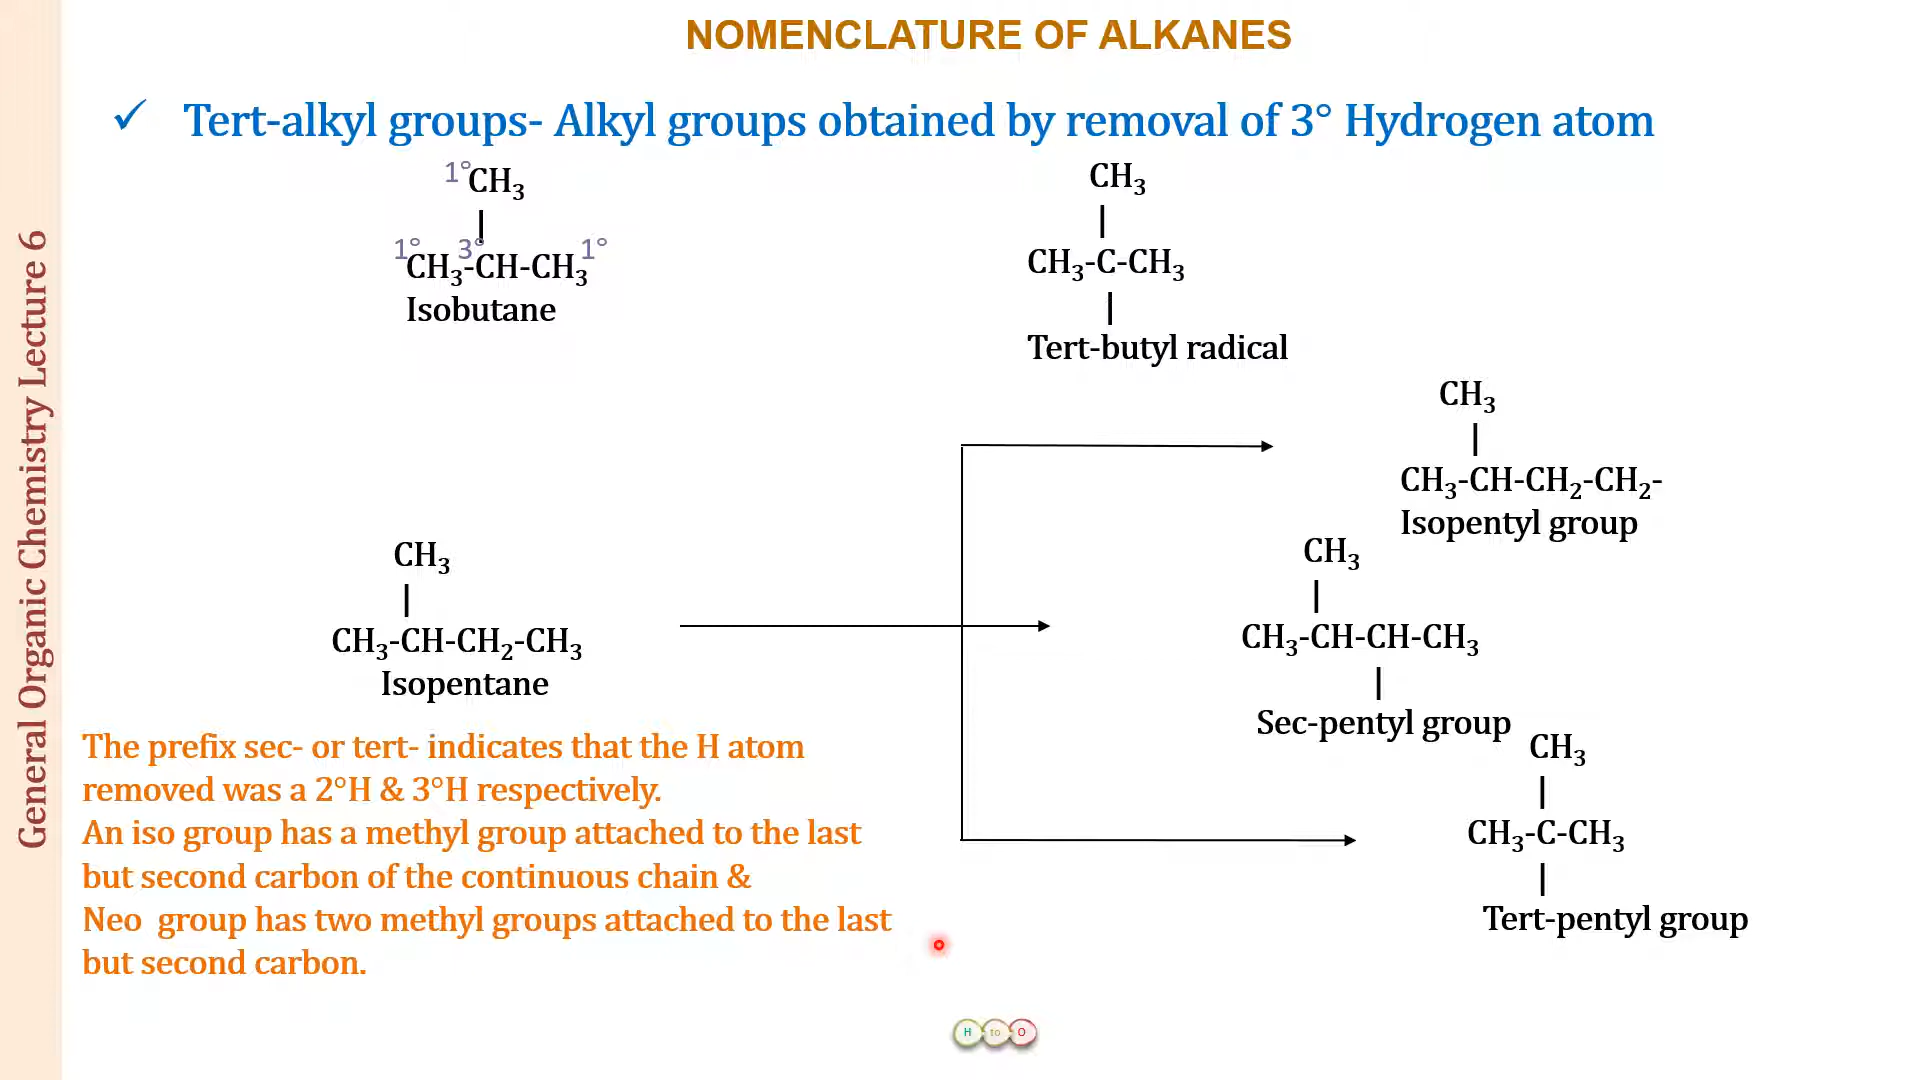 NOMENCLATURE OF ALKANES
General Organic Chemistry Lecture 6
✓ Tert-alkyl groups- Alkyl groups obtained by removal of 3° Hydrogen atom
1°
CH₃
|
1° 3° 1°
CH₃-CH-CH₃
Isobutane
CH₃
|
CH₃-C-CH₃
|
Tert-butyl radical
CH₃
|
CH₃-CH-CH₂-CH₃
Isopentane
CH₃
|
CH₃-CH-CH₂-CH₂-
Isopentyl group
CH₃
|
CH₃-CH-CH-CH₃
|
Sec-pentyl group
CH₃
|
CH₃-C-CH₃
|
Tert-pentyl group
The prefix sec- or tert- indicates that the H atom
removed was a 2°H & 3°H respectively.
An iso group has a methyl group attached to the last
but second carbon of the continuous chain &
Neo group has two methyl groups attached to the last
but second carbon.
H to O